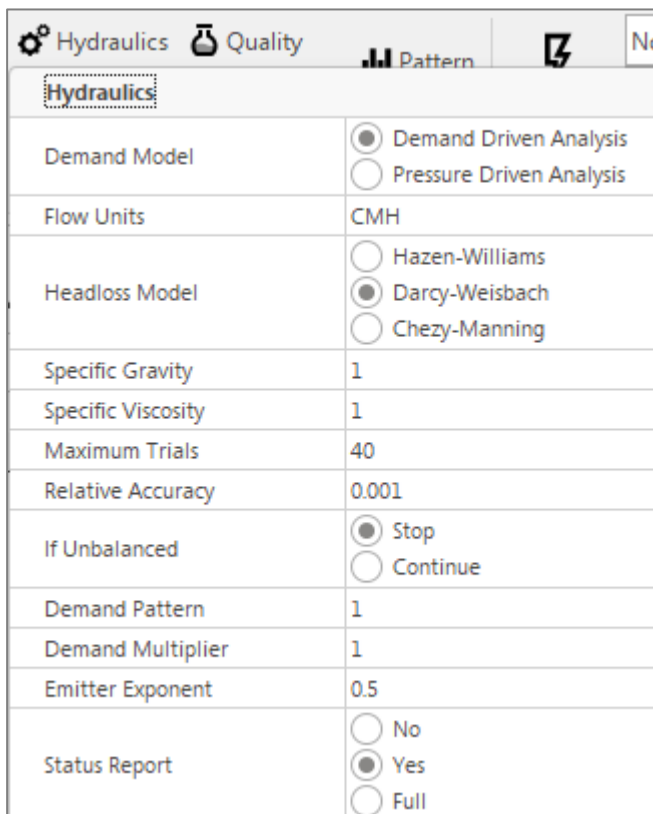 Hydraulics Quality
Pattern
No
Hydraulics
Demand Model
Demand Driven Analysis
Pressure Driven Analysis
Flow Units CMH
Headloss Model
Hazen-Williams
Darcy-Weisbach
Chezy-Manning
Specific Gravity 1
Specific Viscosity 1
Maximum Trials 40
Relative Accuracy 0.001
If Unbalanced
Stop
Continue
Demand Pattern 1
Demand Multiplier 1
Emitter Exponent 0.5
Status Report
No
Yes
Full